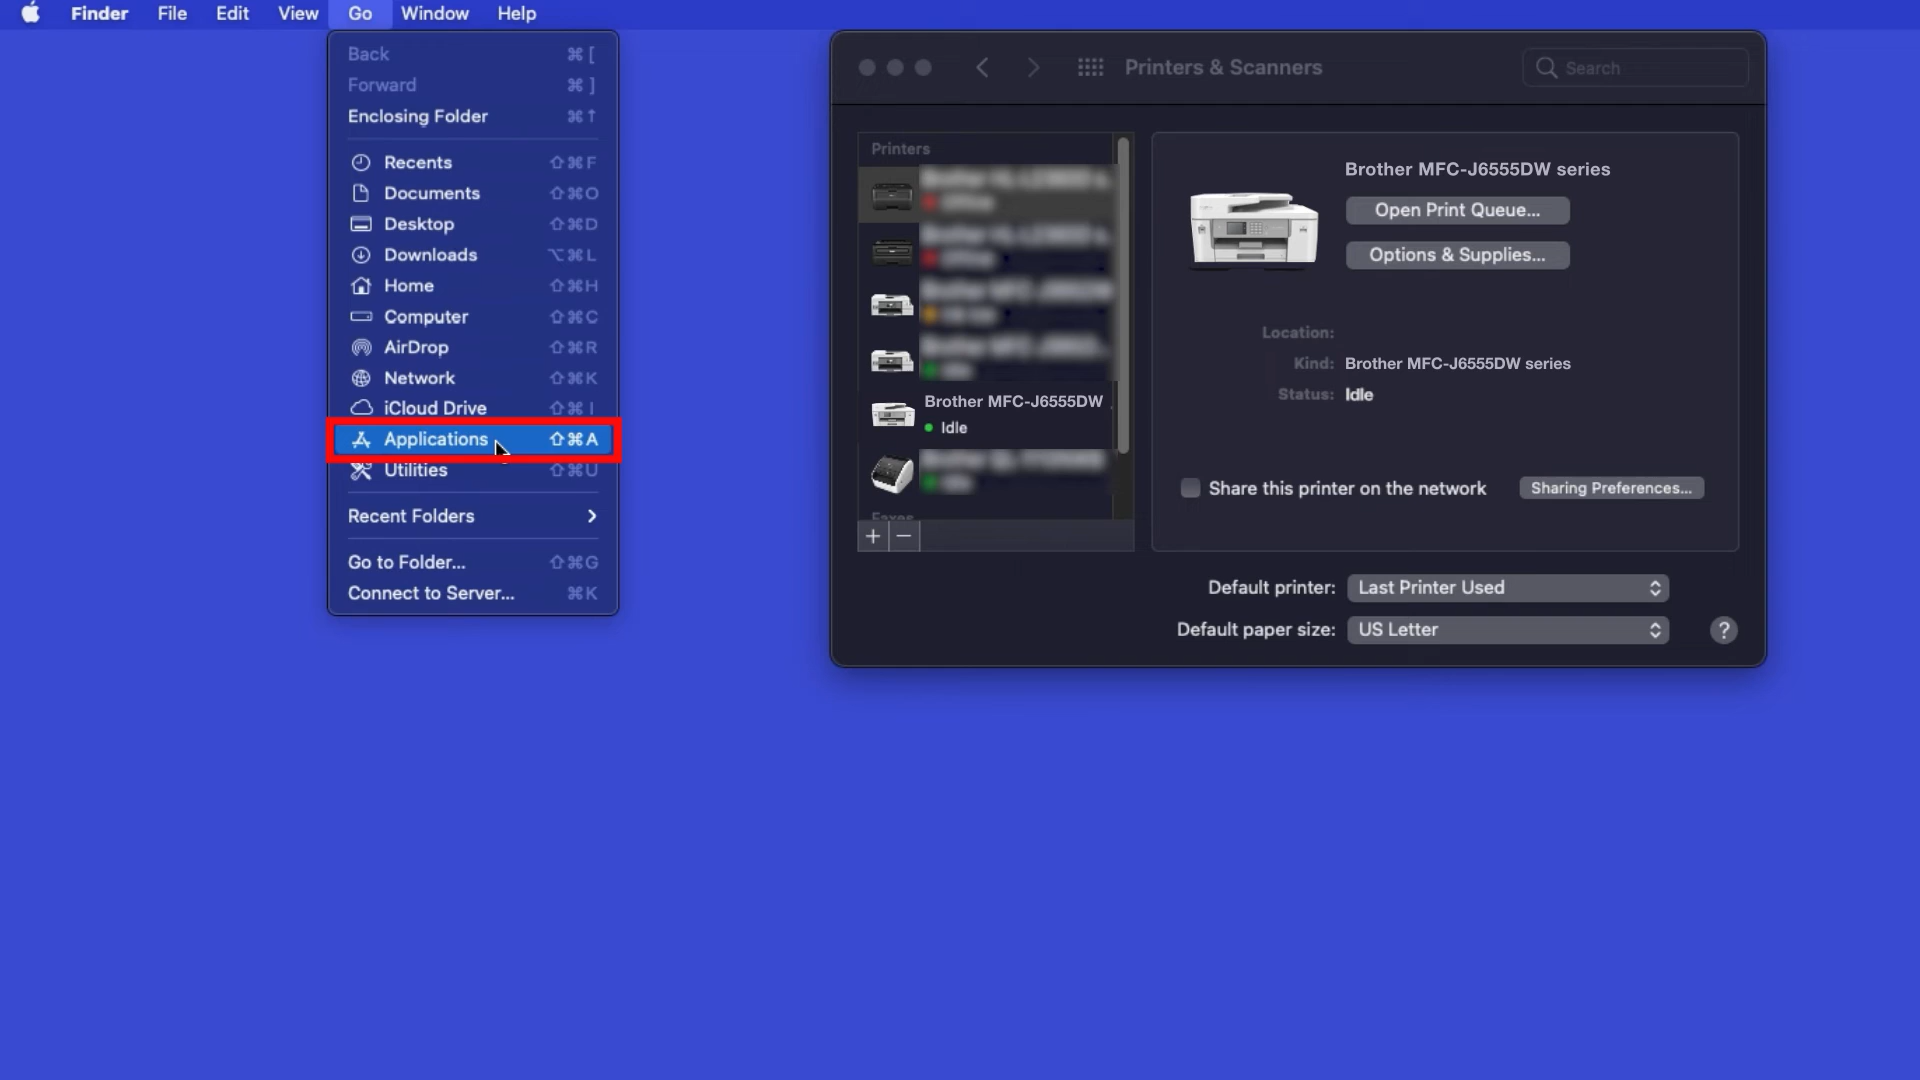 Finder File Edit View Go Window Help
Back ⌘ [
Forward ⌘ ]
Enclosing Folder ⌘↑
Recents ⇧⌘F
Documents ⇧⌘O
Desktop ⇧⌘D
Downloads ⌥⌘L
Home ⇧⌘H
Computer ⇧⌘C
AirDrop ⇧⌘R
Network ⇧⌘K
iCloud Drive ⇧⌘I
Applications ⇧⌘A
Utilities ⇧⌘U
Recent Folders
Go to Folder... ⇧⌘G
Connect to Server... ⌘K
Printers & Scanners
Search
Printers
Brother MFC-J6555DW
Idle
Faxes
+ −
Brother MFC-J6555DW series
Open Print Queue...
Options & Supplies...
Location:
Kind: Brother MFC-J6555DW series
Status: Idle
Share this printer on the network
Sharing Preferences...
Default printer: Last Printer Used
Default paper size: US Letter
?